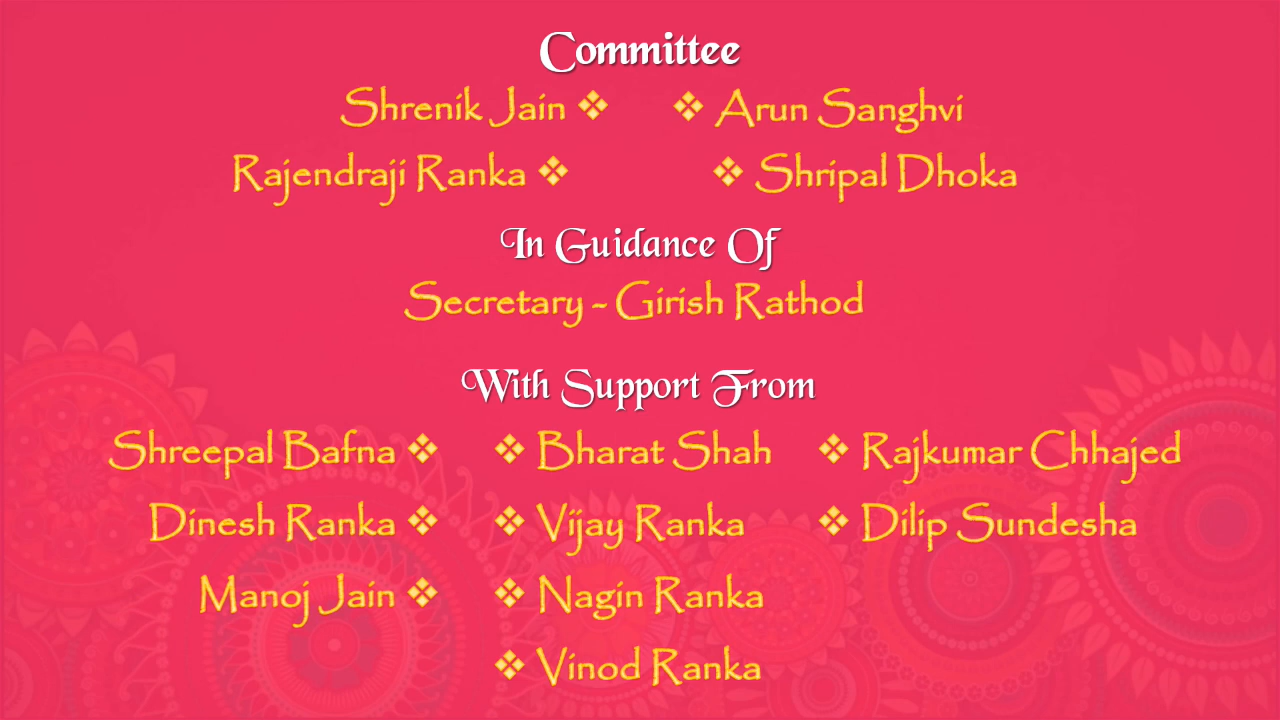 Committee
Shrenik Jain ❖ ❖ Arun Sanghvi
Rajendraji Ranka ❖ ❖ Shripal Dhoka
In Guidance Of
Secretary - Girish Rathod
With Support From
Shreepal Bafna ❖ ❖ Bharat Shah ❖ Rajkumar Chhajed
Dinesh Ranka ❖ ❖ Vijay Ranka ❖ Dilip Sundesha
Manoj Jain ❖ ❖ Nagin Ranka
❖ Vinod Ranka